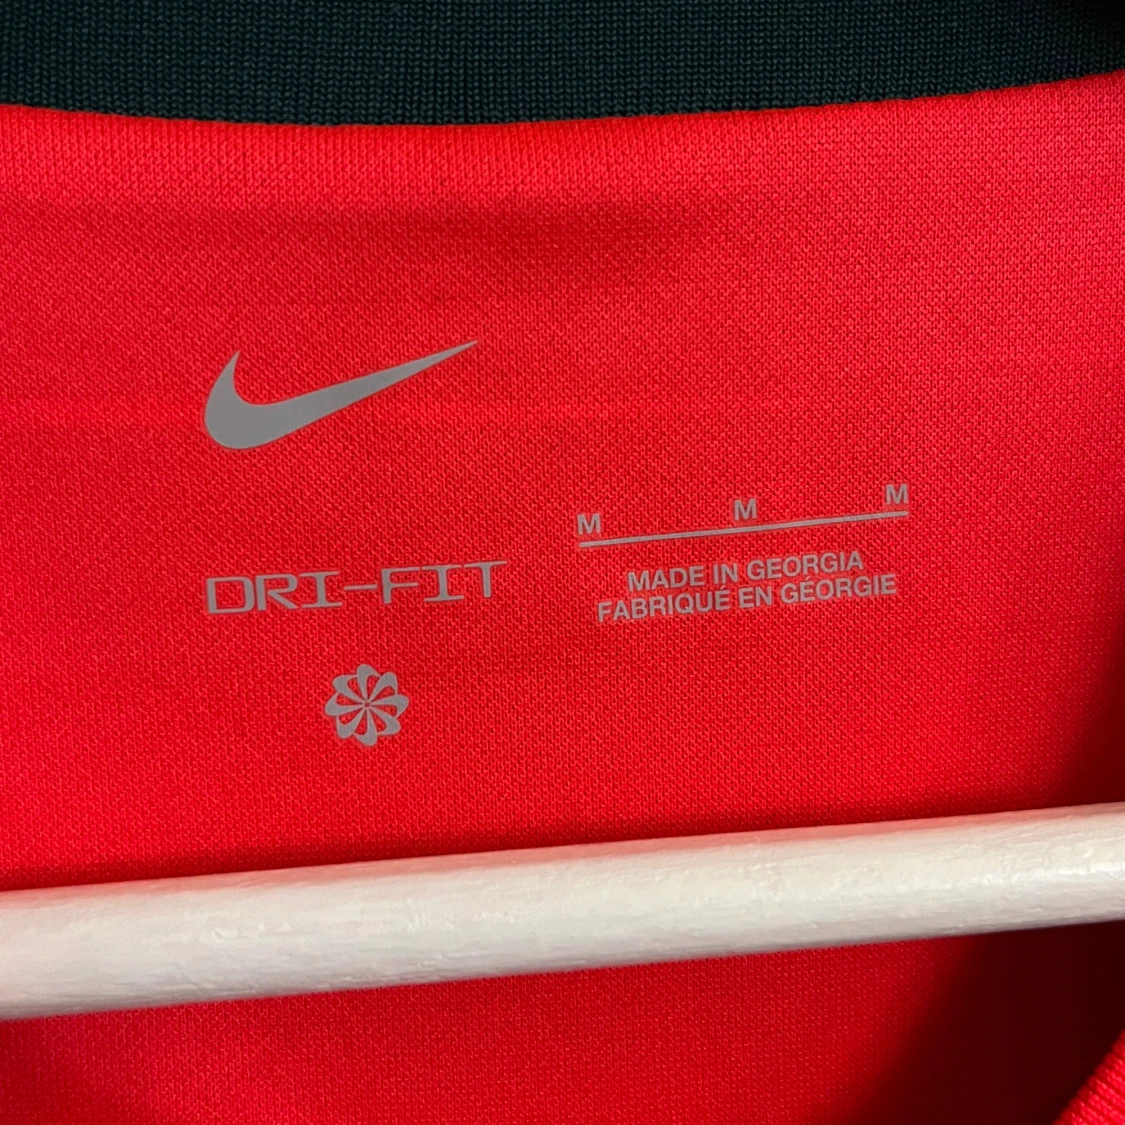 DRI-FIT
M M M
MADE IN GEORGIA
FABRIQUÉ EN GÉORGIE